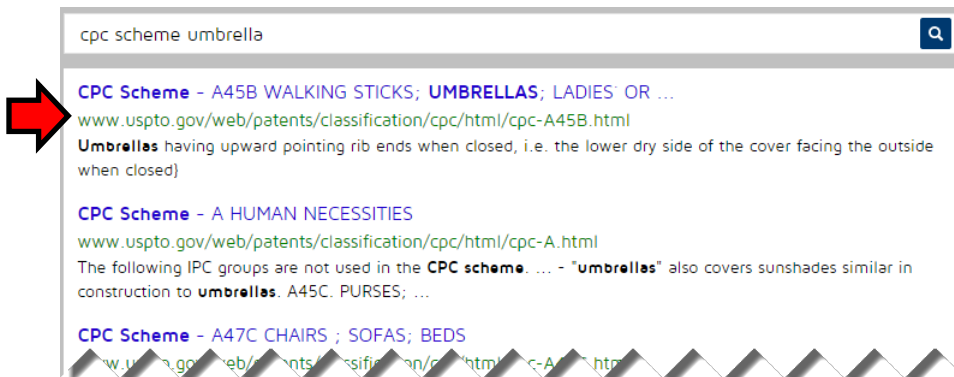 cpc scheme umbrella
CPC Scheme - A45B WALKING STICKS; UMBRELLAS; LADIES' OR ...
www.uspto.gov/web/patents/classification/cpc/html/cpc-A45B.html
Umbrellas having upward pointing rib ends when closed, i.e. the lower dry side of the cover facing the outside
when closed}
CPC Scheme - A HUMAN NECESSITIES
www.uspto.gov/web/patents/classification/cpc/html/cpc-A.html
The following IPC groups are not used in the CPC scheme. ... - "umbrellas" also covers sunshades similar in
construction to umbrellas. A45C. PURSES; ...
CPC Scheme - A47C CHAIRS ; SOFAS; BEDS